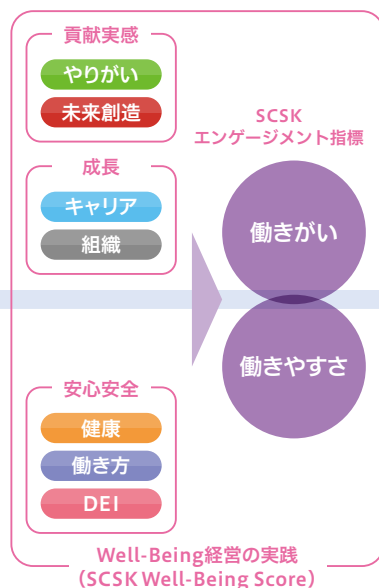 貢献実感
やりがい
未来創造
成長
キャリア
組織
安心安全
健康
働き方
DEI
SCSK
エンゲージメント指標
働きがい
働きやすさ
Well-Being経営の実践
（SCSK Well-Being Score）